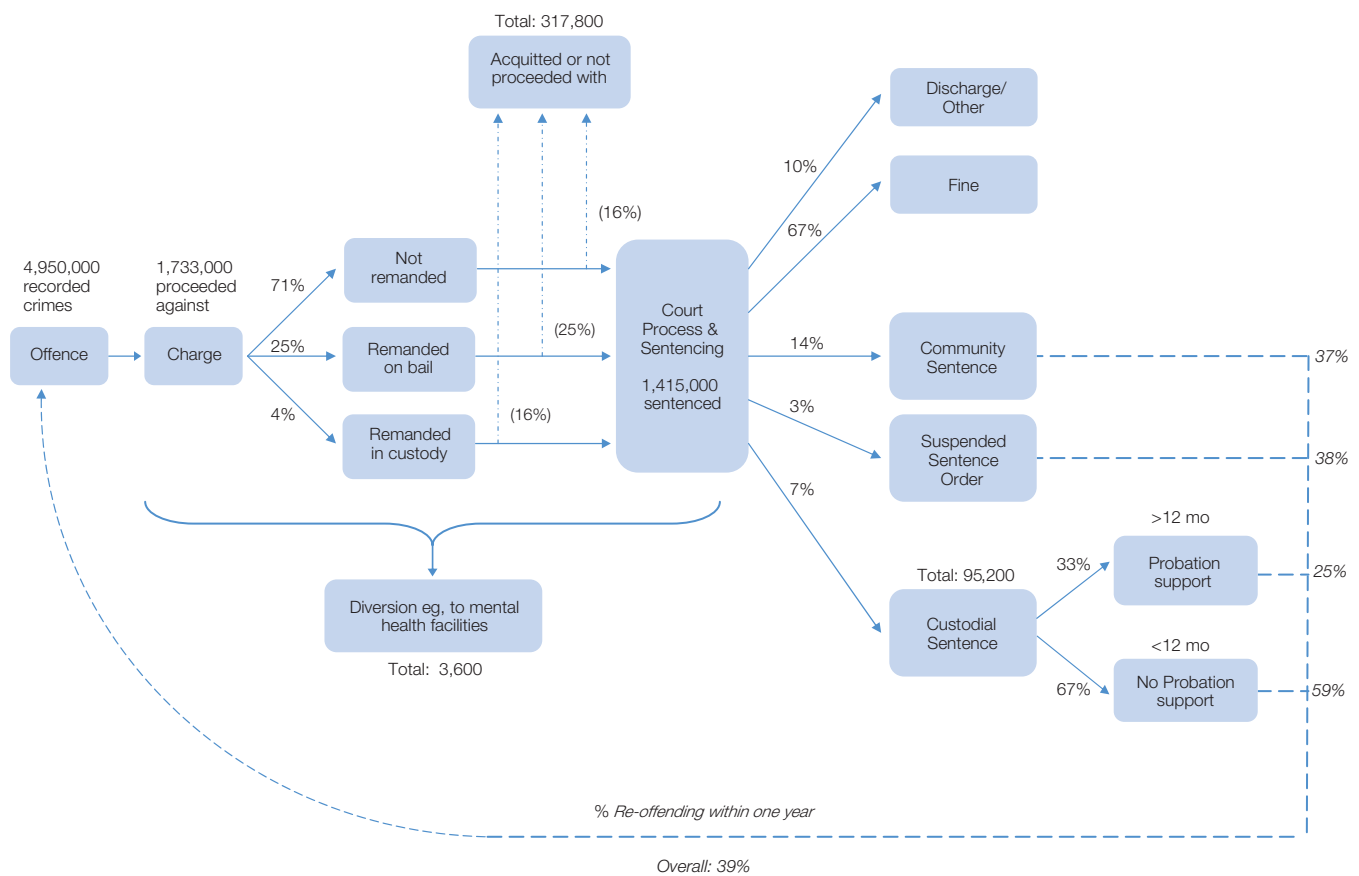 Total: 317,800
Acquitted or not
proceeded with
Discharge/
Other
10%
Fine
67%
(16%)
4,950,000
recorded
crimes
1,733,000
proceeded
against
Not
remanded
71%
Offence
Charge
25%
Remanded
on bail
(25%)
4%
Remanded
in custody
(16%)
Court
Process &
Sentencing
1,415,000
sentenced
14%
Community
Sentence
37%
3%
Suspended
Sentence
Order
38%
7%
Total: 95,200
Custodial
Sentence
33%
>12 mo
Probation
support
25%
67%
<12 mo
No Probation
support
59%
Diversion eg, to mental
health facilities
Total: 3,600
% Re-offending within one year
Overall: 39%